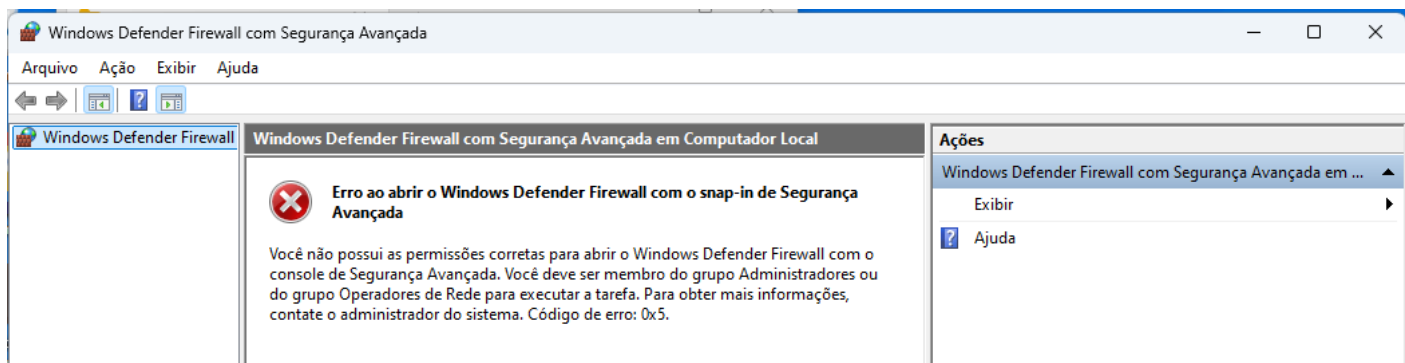 Windows Defender Firewall com Segurança Avançada
Arquivo Ação Exibir Ajuda
Windows Defender Firewall
Windows Defender Firewall com Segurança Avançada em Computador Local
Erro ao abrir o Windows Defender Firewall com o snap-in de Segurança
Avançada
Você não possui as permissões corretas para abrir o Windows Defender Firewall com o
console de Segurança Avançada. Você deve ser membro do grupo Administradores ou
do grupo Operadores de Rede para executar a tarefa. Para obter mais informações,
contate o administrador do sistema. Código de erro: 0x5.
Ações
Windows Defender Firewall com Segurança Avançada em ...
Exibir
Ajuda